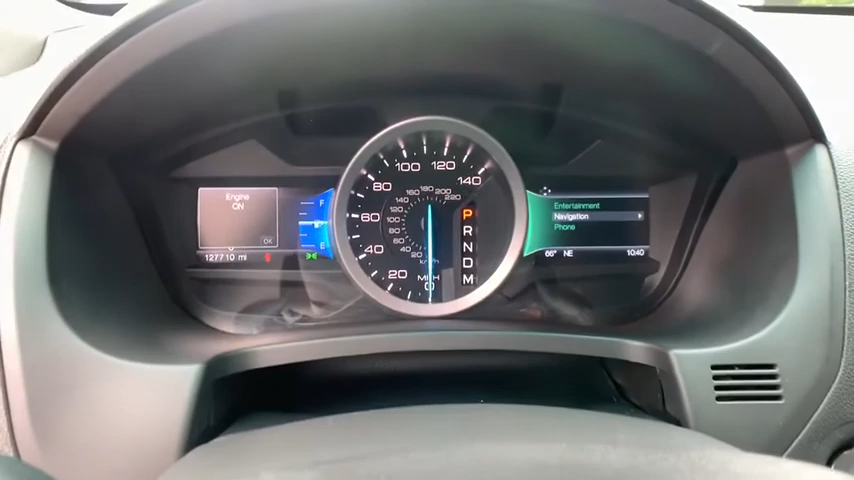 Engine
ON
OK
127710 mi
F
E
20
40
60
80
100
120
140
20
40
60
80
100
120
140
160
180
200
220
km/h
MPH
0
P
R
N
D
M
Entertainment
Navigation
Phone
66° NE 10:40